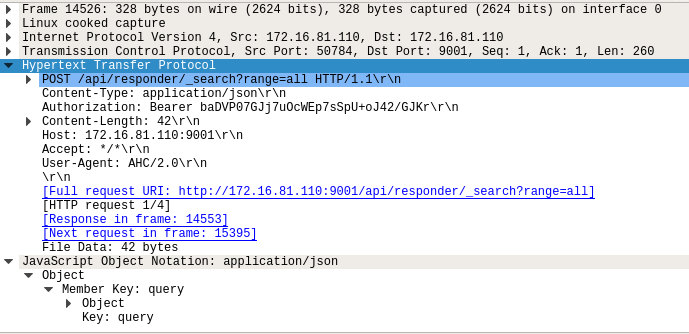 Frame 14526: 328 bytes on wire (2624 bits), 328 bytes captured (2624 bits) on interface 0
Linux cooked capture
Internet Protocol Version 4, Src: 172.16.81.110, Dst: 172.16.81.110
Transmission Control Protocol, Src Port: 50784, Dst Port: 9001, Seq: 1, Ack: 1, Len: 260
Hypertext Transfer Protocol
POST /api/responder/_search?range=all HTTP/1.1\r\n
Content-Type: application/json\r\n
Authorization: Bearer baDVP07GJj7uOcWEp7sSpU+oJ42/GJKr\r\n
Content-Length: 42\r\n
Host: 172.16.81.110:9001\r\n
Accept: */*\r\n
User-Agent: AHC/2.0\r\n
\r\n
[Full request URI: http://172.16.81.110:9001/api/responder/_search?range=all]
[HTTP request 1/4]
[Response in frame: 14553]
[Next request in frame: 15395]
File Data: 42 bytes
JavaScript Object Notation: application/json
Object
Member Key: query
Object
Key: query